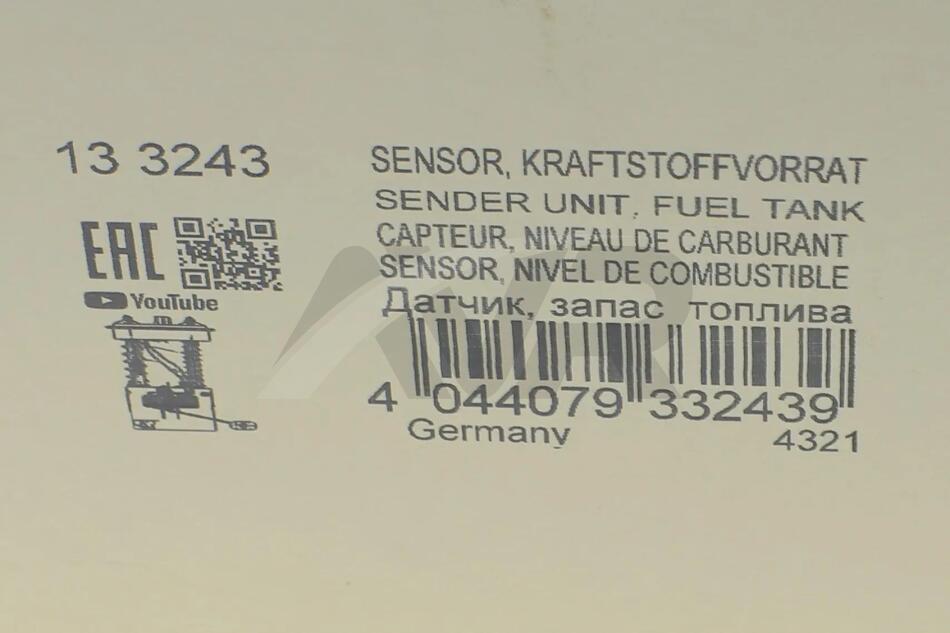 13 3243
SENSOR, KRAFTSTOFFVORRAT
SENDER UNIT, FUEL TANK
CAPTEUR, NIVEAU DE CARBURANT
SENSOR, NIVEL DE COMBUSTIBLE
Датчик, запас топлива
EAC
YouTube
4 044079 332439
Germany
4321
AVR